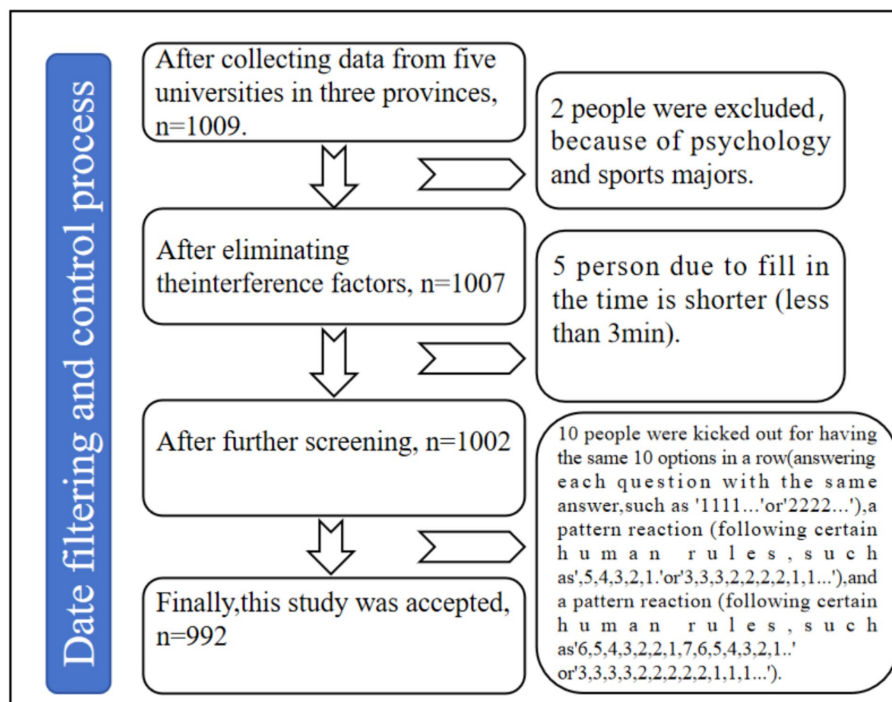 Date filtering and control process
After collecting data from five
universities in three provinces,
n=1009.
2 people were excluded,
because of psychology
and sports majors.
After eliminating
theinterference factors, n=1007
5 person due to fill in
the time is shorter (less
than 3min).
After further screening, n=1002
10 people were kicked out for having
the same 10 options in a row(answering
each question with the same
answer,such as '1111...'or'2222...'),a
pattern reaction (following certain
human rules,such
as',5,4,3,2,1.'or'3,3,3,2,2,2,2,1,1...'),and
a pattern reaction (following certain
human rules,such
as'6,5,4,3,2,2,1,7,6,5,4,3,2,1..'
or'3,3,3,3,2,2,2,2,2,1,1,1...').
Finally,this study was accepted,
n=992